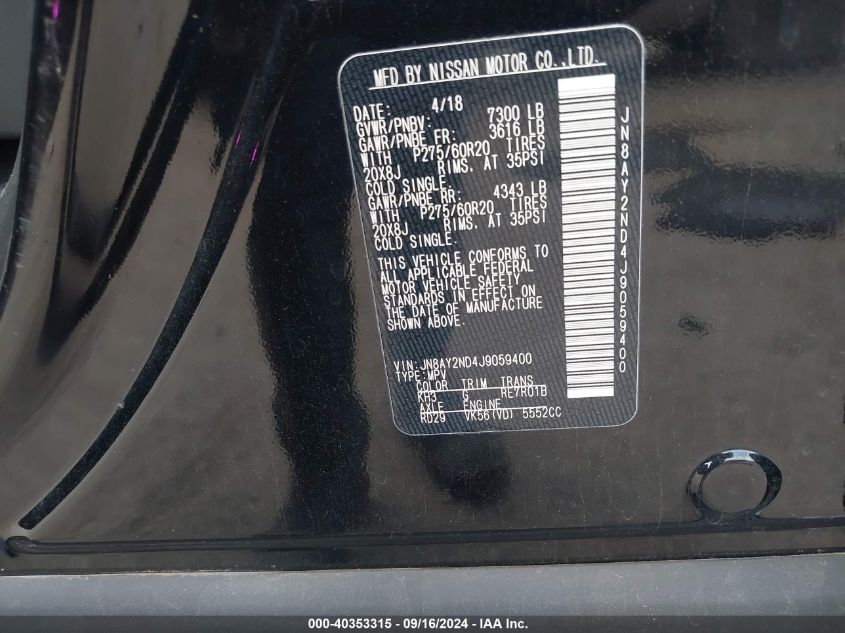 MFD BY NISSAN MOTOR CO.,LTD.
DATE: 4/18
GVWR/PNBV: 7300 LB
GAWR/PNBE FR: 3616 LB
WITH P275/60R20 TIRES
20X8J RIMS, AT 35PSI
COLD SINGLE.
GAWR/PNBE RR: 4343 LB
WITH P275/60R20 TIRES
20X8J RIMS, AT 35PSI
COLD SINGLE.
THIS VEHICLE CONFORMS TO
ALL APPLICABLE FEDERAL
MOTOR VEHICLE SAFETY
STANDARDS IN EFFECT ON
THE DATE OF MANUFACTURE
SHOWN ABOVE.
VIN:JN8AY2ND4J9059400
TYPE:MPV
COLOR TRIM TRANS
KH3 G RE7R01B
AXLE ENGINE
RD29 VK56(VD) 5552CC
JN8AY2ND4J9059400
000-40353315 - 09/16/2024 - IAA Inc.